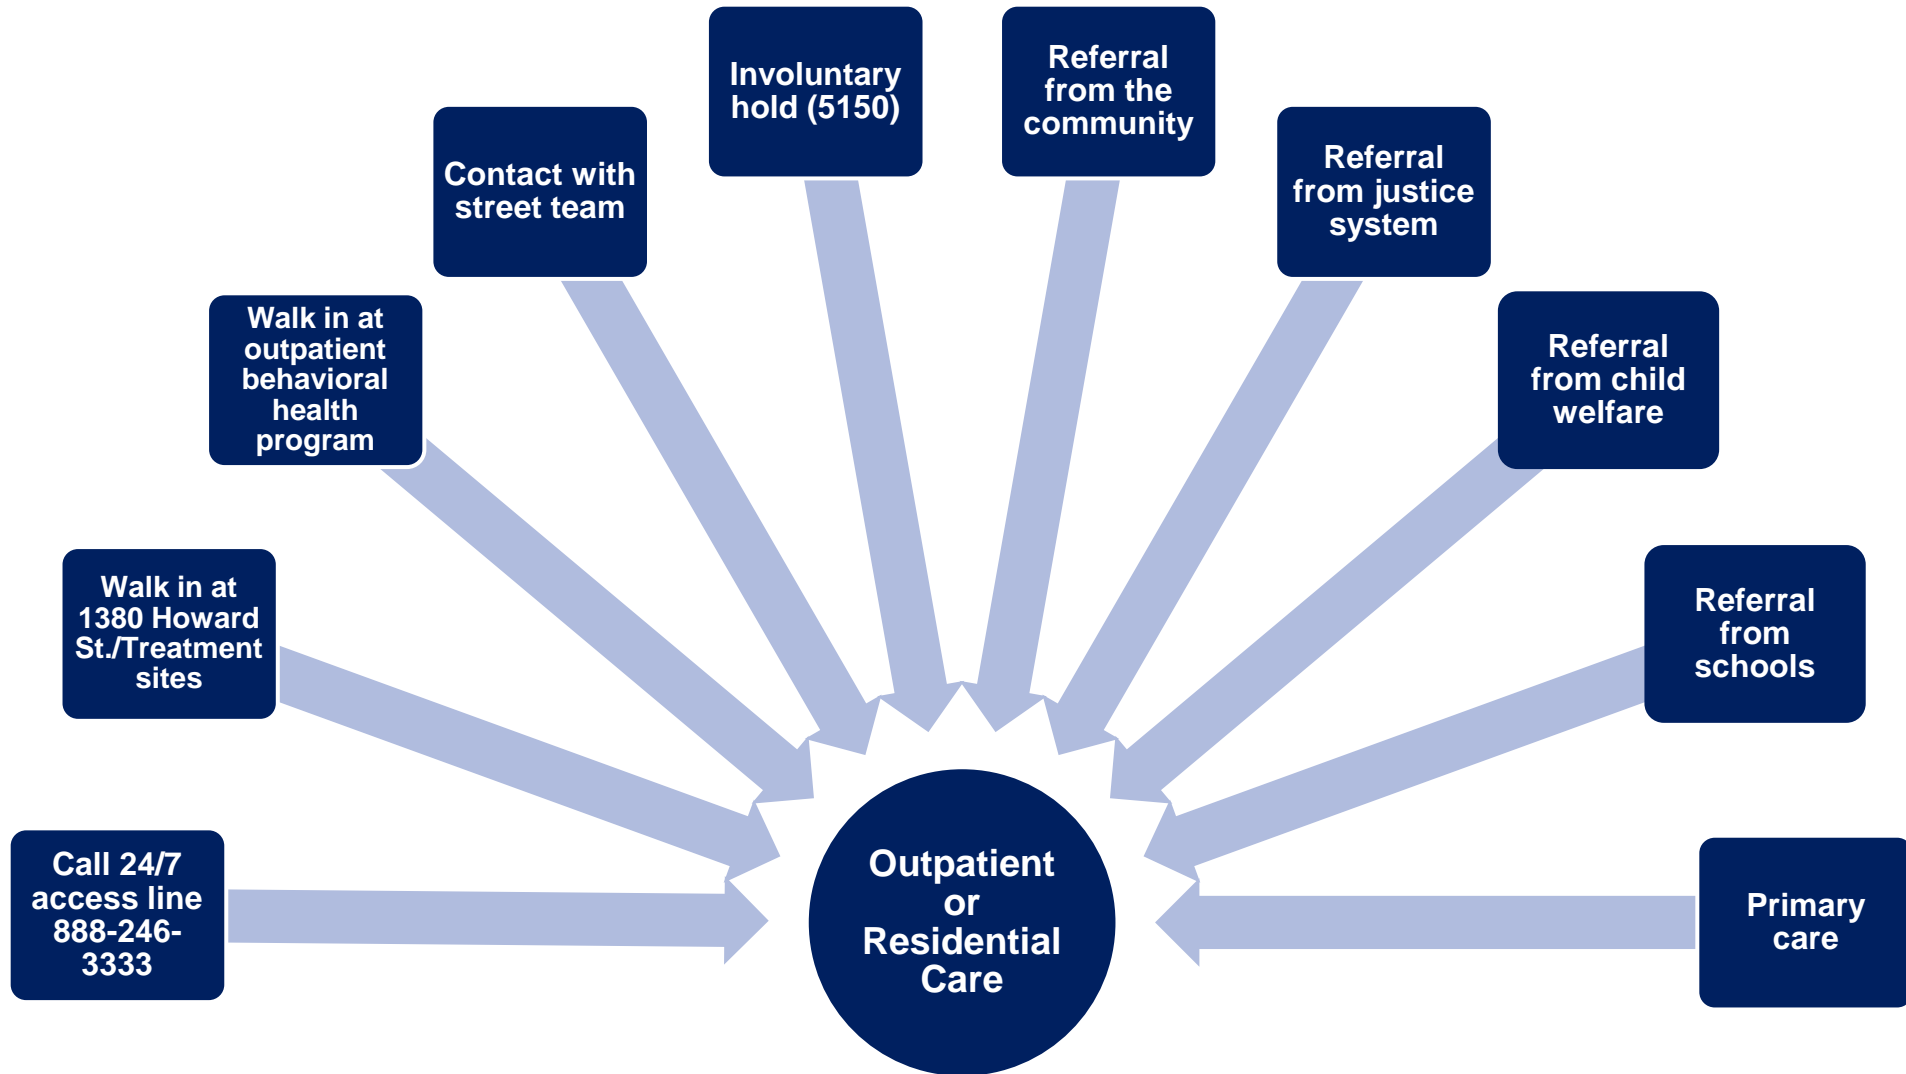 Involuntary
hold (5150)
Referral
from the
community
Contact with
street team
Referral
from justice
system
Walk in at
outpatient
behavioral
health
program
Referral
from child
welfare
Walk in at
1380 Howard
St./Treatment
sites
Referral
from
schools
Call 24/7
access line
888-246-
3333
Outpatient
or
Residential
Care
Primary
care